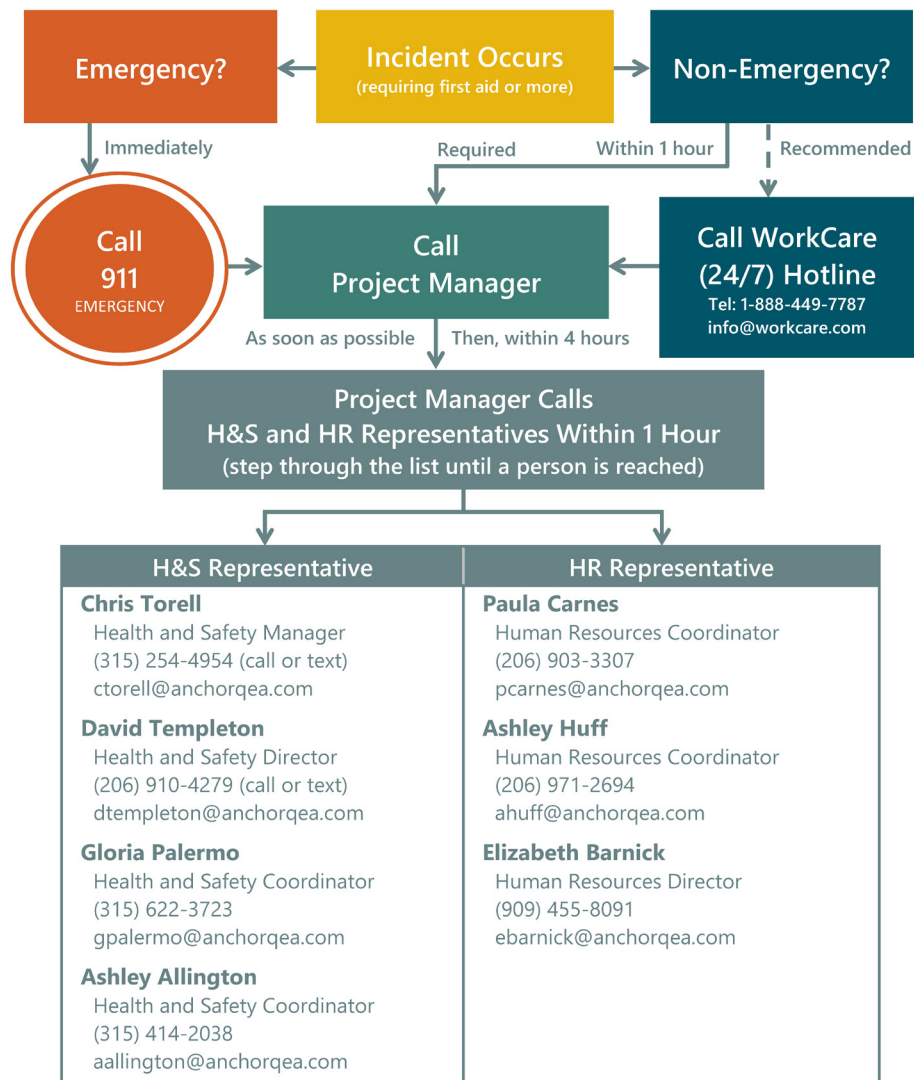 Emergency?
Incident Occurs
(requiring first aid or more)
Non-Emergency?
Immediately
Required
Within 1 hour
Recommended
Call
911
EMERGENCY
Call
Project Manager
Call WorkCare
(24/7) Hotline
Tel: 1-888-449-7787
info@workcare.com
As soon as possible
Then, within 4 hours
Project Manager Calls
H&S and HR Representatives Within 1 Hour
(step through the list until a person is reached)
H&S Representative
Chris Torell
Health and Safety Manager
(315) 254-4954 (call or text)
ctorell@anchorqea.com
David Templeton
Health and Safety Director
(206) 910-4279 (call or text)
dtempleton@anchorqea.com
Gloria Palermo
Health and Safety Coordinator
(315) 622-3723
gpalermo@anchorqea.com
Ashley Allington
Health and Safety Coordinator
(315) 414-2038
aallington@anchorqea.com
HR Representative
Paula Carnes
Human Resources Coordinator
(206) 903-3307
pcarnes@anchorqea.com
Ashley Huff
Human Resources Coordinator
(206) 971-2694
ahuff@anchorqea.com
Elizabeth Barnick
Human Resources Director
(909) 455-8091
ebarnick@anchorqea.com